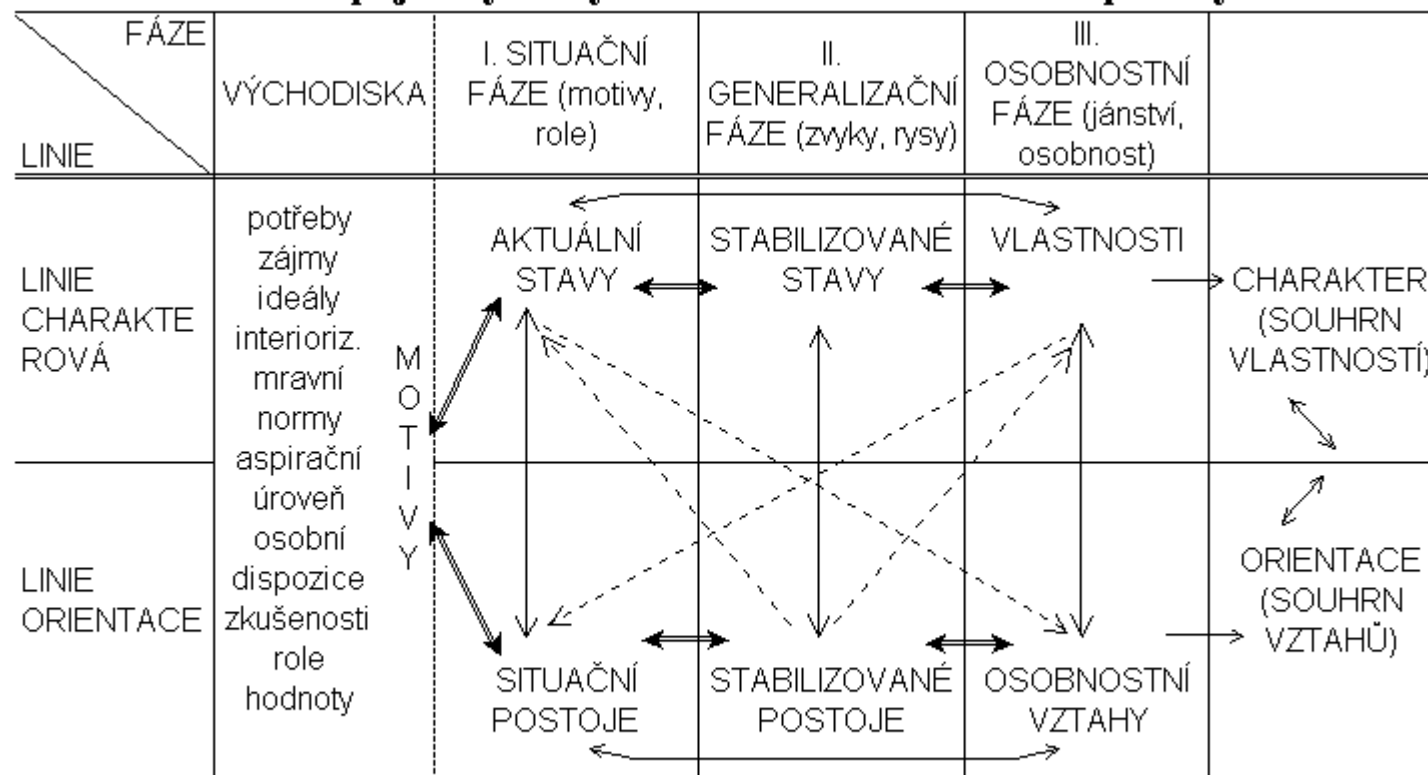 FÁZE
LINIE
VÝCHODISKA
I. SITUAČNÍ
FÁZE (motivy,
role)
II.
GENERALIZAČNÍ
FÁZE (zvyky, rysy)
III.
OSOBNOSTNÍ
FÁZE (jánství,
osobnost)
LINIE
CHARAKTE
ROVÁ
potřeby
zájmy
ideály
interioriz.
mravní
normy
aspirační
úroveň
osobní
dispozice
zkušenosti
role
hodnoty
MOTIVY
AKTUÁLNÍ
STAVY
STABILIZOVANÉ
STAVY
VLASTNOSTI
CHARAKTER
(SOUHRN
VLASTNOSTÍ)
LINIE
ORIENTACE
SITUAČNÍ
POSTOJE
STABILIZOVANÉ
POSTOJE
OSOBNOSTNÍ
VZTAHY
ORIENTACE
(SOUHRN
VZTAHŮ)